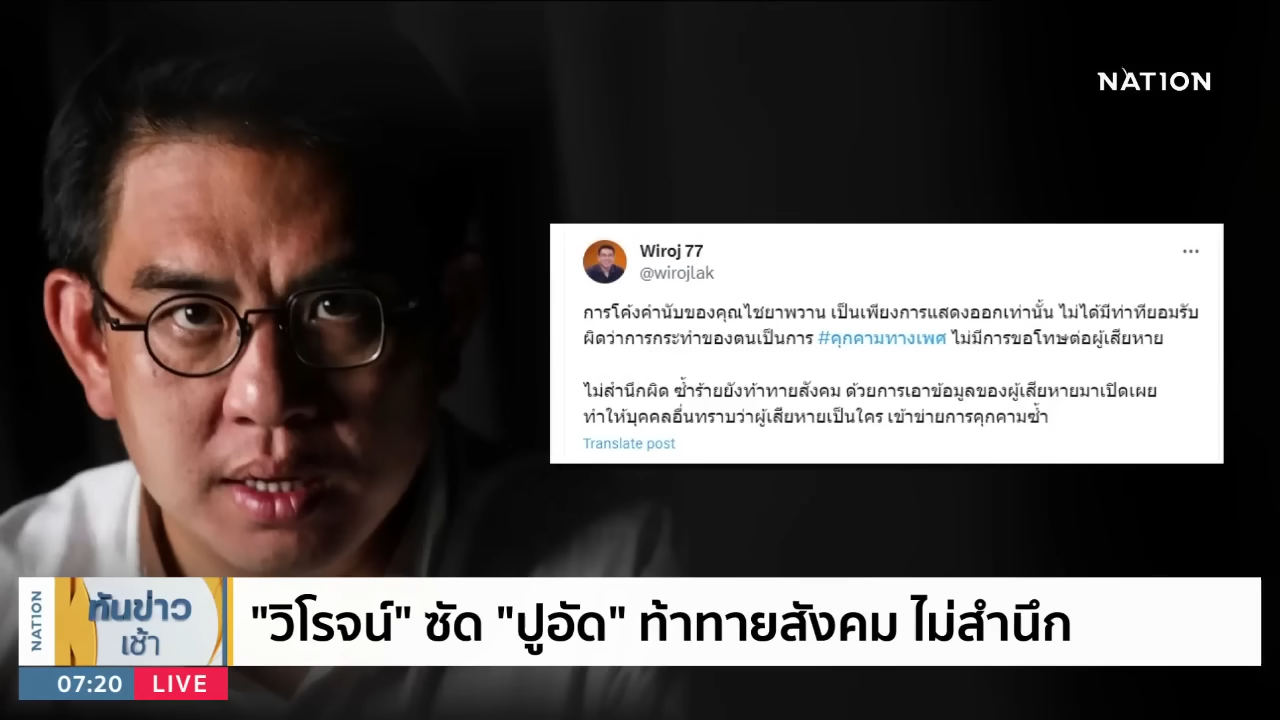 NATION
Wiroj 77
@wirojlak
การโค้งคำนับของคุณไชยาพวาน เป็นเพียงการแสดงออกเท่านั้น ไม่ได้มีท่าทียอมรับ
ผิดว่าการกระทำของตนเป็นการ #คุกคามทางเพศ ไม่มีการขอโทษต่อผู้เสียหาย
ไม่สำนึกผิด ซ้ำร้ายยังท้าทายสังคม ด้วยการเอาข้อมูลของผู้เสียหายมาเปิดเผย
ทำให้บุคคลอื่นทราบว่าผู้เสียหายเป็นใคร เข้าข่ายการคุกคามซ้ำ
Translate post
NATION
ทันข่าว
เช้า
"วิโรจน์" ซัด "ปูอัด" ท้าทายสังคม ไม่สำนึก
07:20 LIVE